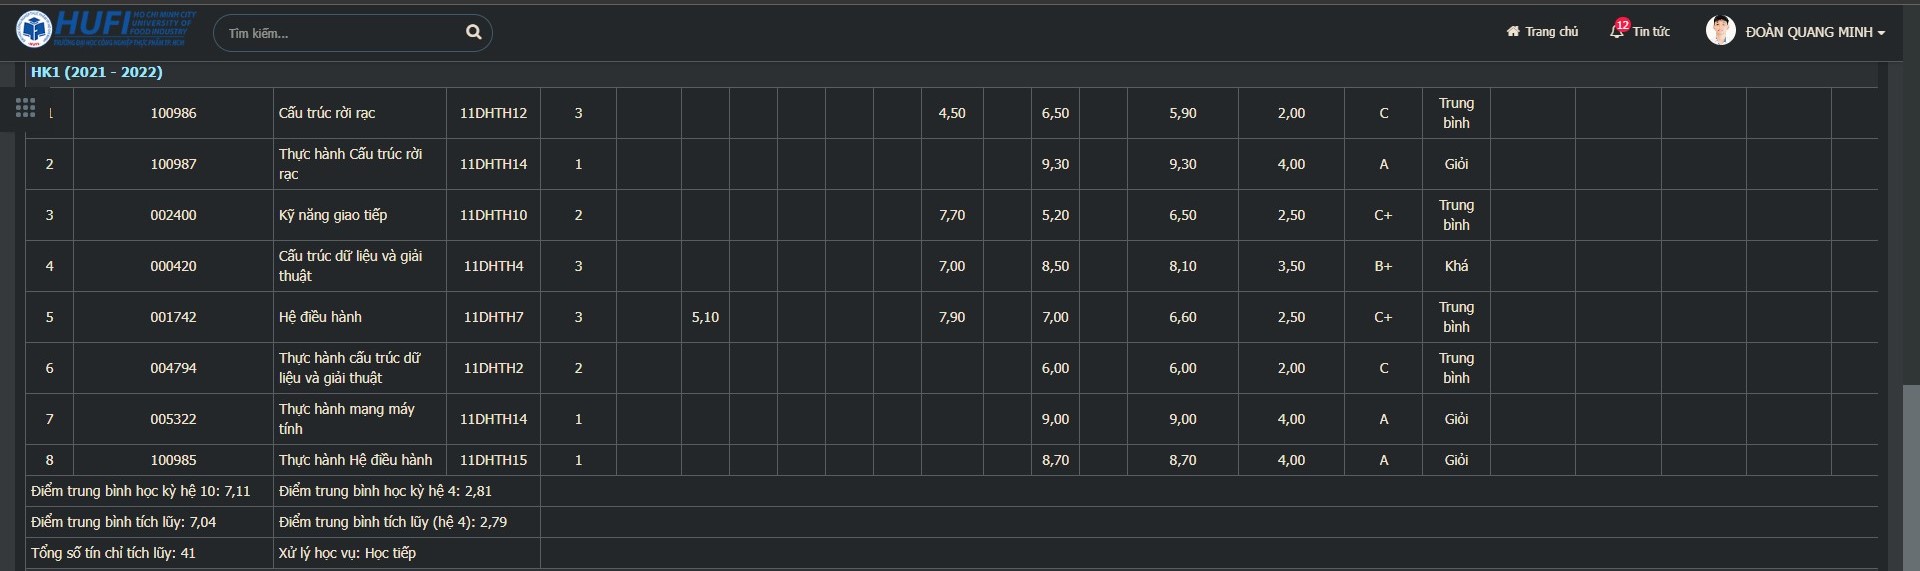 HUFI HO CHI MINH CITY
UNIVERSITY OF
FOOD INDUSTRY
TRƯỜNG ĐẠI HỌC CÔNG NGHIỆP THỰC PHẨM TP. HCM
Tìm kiếm...
Trang chủ
12
Tin tức
ĐOÀN QUANG MINH
HK1 (2021 - 2022)
1 100986 Cấu trúc rời rạc 11DHTH12 3 4,50 6,50 5,90 2,00 C Trung bình
2 100987 Thực hành Cấu trúc rời rạc 11DHTH14 1 9,30 9,30 4,00 A Giỏi
3 002400 Kỹ năng giao tiếp 11DHTH10 2 7,70 5,20 6,50 2,50 C+ Trung bình
4 000420 Cấu trúc dữ liệu và giải thuật 11DHTH4 3 7,00 8,50 8,10 3,50 B+ Khá
5 001742 Hệ điều hành 11DHTH7 3 5,10 7,90 7,00 6,60 2,50 C+ Trung bình
6 004794 Thực hành cấu trúc dữ liệu và giải thuật 11DHTH2 2 6,00 6,00 2,00 C Trung bình
7 005322 Thực hành mạng máy tính 11DHTH14 1 9,00 9,00 4,00 A Giỏi
8 100985 Thực hành Hệ điều hành 11DHTH15 1 8,70 8,70 4,00 A Giỏi
Điểm trung bình học kỳ hệ 10: 7,11 Điểm trung bình học kỳ hệ 4: 2,81
Điểm trung bình tích lũy: 7,04 Điểm trung bình tích lũy (hệ 4): 2,79
Tổng số tín chỉ tích lũy: 41 Xử lý học vụ: Học tiếp